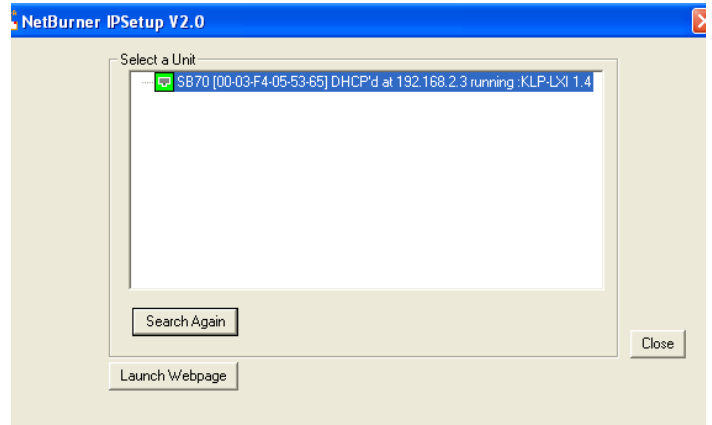 NetBurner IPSetup V2.0
Select a Unit
SB70 [00-03-F4-05-53-65] DHCP'd at 192.168.2.3 running :KLP-LXI 1.4
Search Again
Close
Launch Webpage